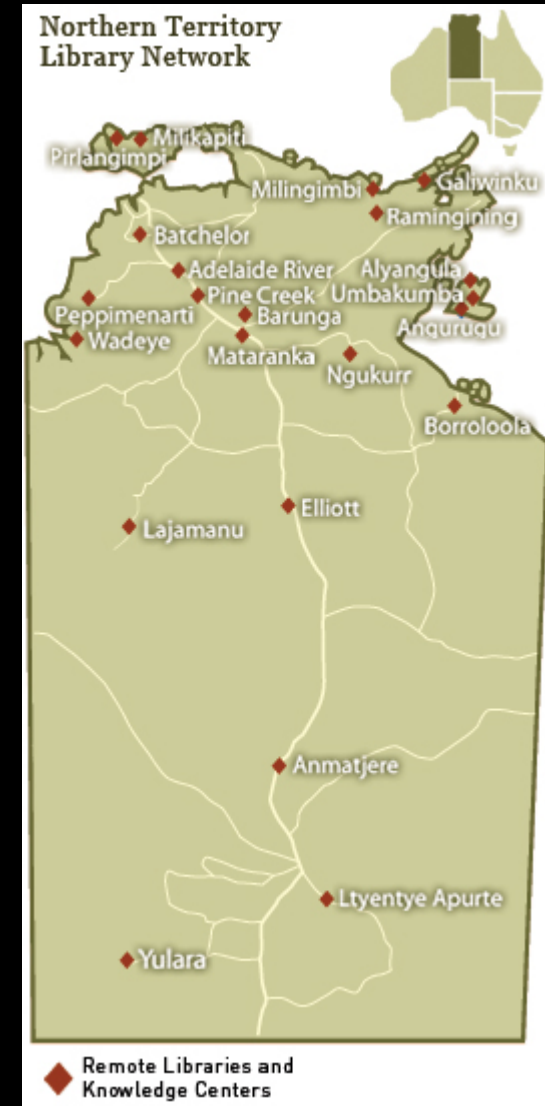 Northern Territory
Library Network
Milikapiti
Pirlangimpi
Galiwinku
Milingimbi
Ramingining
Batchelor
Adelaide River
Alyangula
Pine Creek
Umbakumba
Peppimenarti
Barunga
Angurugu
Wadeye
Mataranka
Ngukurr
Borroloola
Elliott
Lajamanu
Anmatjere
Ltyentye Apurte
Yulara
Remote Libraries and
Knowledge Centers